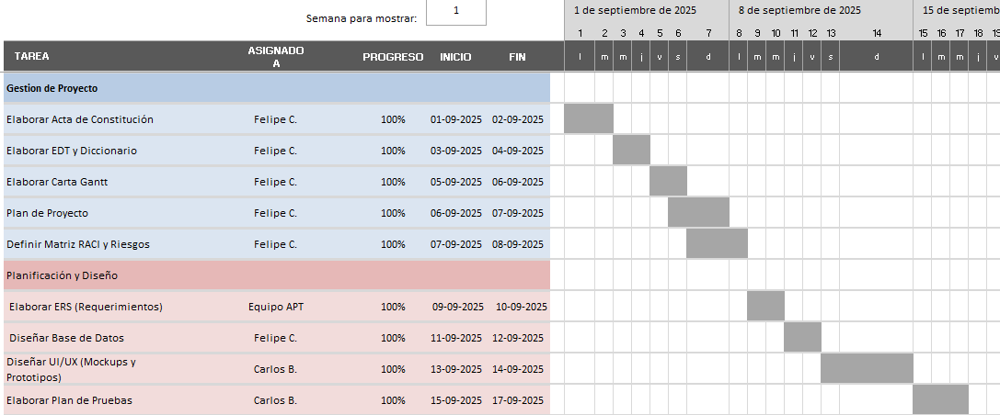 Semana para mostrar: 1 1 de septiembre de 2025 8 de septiembre de 2025 15 de septiemb
1 2 3 4 5 6 7 8 9 10 11 12 13 14 15 16 17 18 19
TAREA ASIGNADO A PROGRESO INICIO FIN l m m j v s d l m m j v s d l m m j v
Gestion de Proyecto
Elaborar Acta de Constitución Felipe C. 100% 01-09-2025 02-09-2025
Elaborar EDT y Diccionario Felipe C. 100% 03-09-2025 04-09-2025
Elaborar Carta Gantt Felipe C. 100% 05-09-2025 06-09-2025
Plan de Proyecto Felipe C. 100% 06-09-2025 07-09-2025
Definir Matriz RACI y Riesgos Felipe C. 100% 07-09-2025 08-09-2025
Planificación y Diseño
Elaborar ERS (Requerimientos) Equipo APT 100% 09-09-2025 10-09-2025
Diseñar Base de Datos Felipe C. 100% 11-09-2025 12-09-2025
Diseñar UI/UX (Mockups y
Prototipos) Carlos B. 100% 13-09-2025 14-09-2025
Elaborar Plan de Pruebas Carlos B. 100% 15-09-2025 17-09-2025